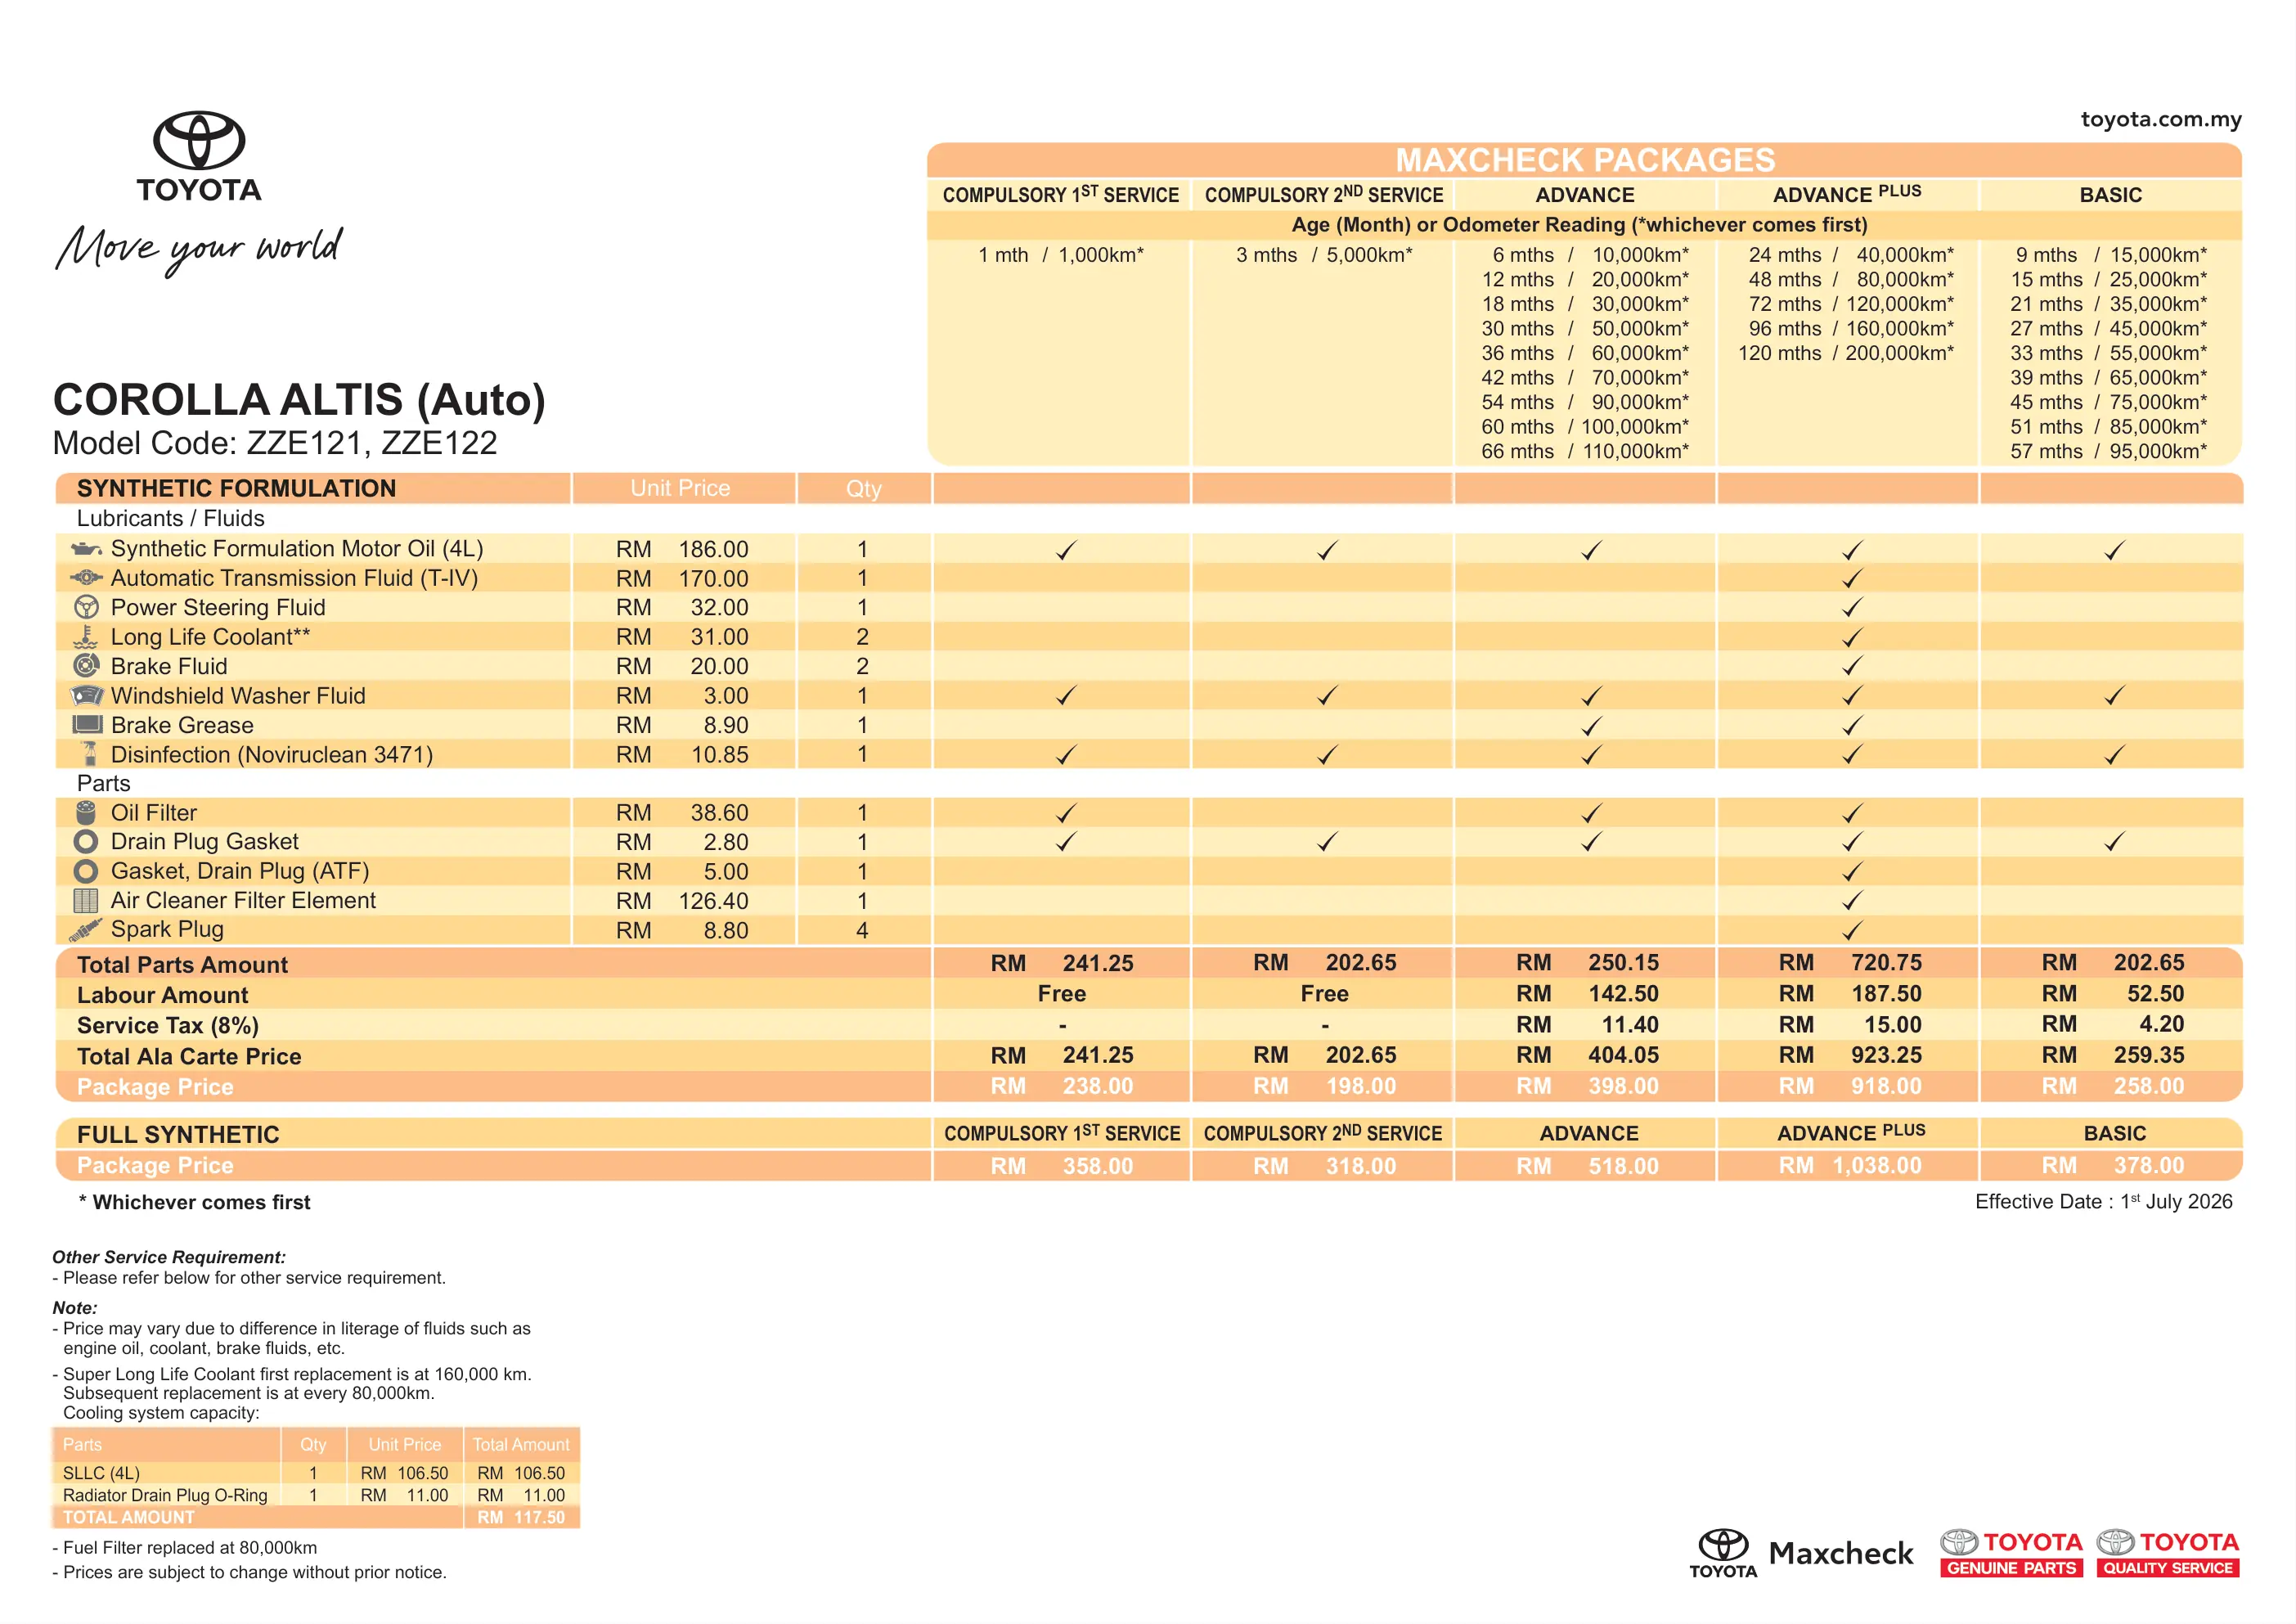 TOYOTA
Move your world
toyota.com.my
MAXCHECK PACKAGES
COMPULSORY 1ST SERVICE COMPULSORY 2ND SERVICE ADVANCE ADVANCE PLUS BASIC
Age (Month) or Odometer Reading (*whichever comes first)
1 mth / 1,000km* 3 mths / 5,000km* 6 mths / 10,000km* 24 mths / 40,000km* 9 mths / 15,000km*
12 mths / 20,000km* 48 mths / 80,000km* 15 mths / 25,000km*
18 mths / 30,000km* 72 mths / 120,000km* 21 mths / 35,000km*
30 mths / 50,000km* 96 mths / 160,000km* 27 mths / 45,000km*
36 mths / 60,000km* 120 mths / 200,000km* 33 mths / 55,000km*
42 mths / 70,000km* 39 mths / 65,000km*
54 mths / 90,000km* 45 mths / 75,000km*
60 mths / 100,000km* 51 mths / 85,000km*
66 mths / 110,000km* 57 mths / 95,000km*
COROLLA ALTIS (Auto)
Model Code: ZZE121, ZZE122
SYNTHETIC FORMULATION Unit Price Qty
Lubricants / Fluids
Synthetic Formulation Motor Oil (4L) RM 186.00 1 ✓ ✓ ✓ ✓ ✓
Automatic Transmission Fluid (T-IV) RM 170.00 1 ✓
Power Steering Fluid RM 32.00 1 ✓
Long Life Coolant** RM 31.00 2 ✓
Brake Fluid RM 20.00 2 ✓
Windshield Washer Fluid RM 3.00 1 ✓ ✓ ✓ ✓ ✓
Brake Grease RM 8.90 1 ✓ ✓
Disinfection (Noviruclean 3471) RM 10.85 1 ✓ ✓ ✓ ✓ ✓
Parts
Oil Filter RM 38.60 1 ✓ ✓ ✓
Drain Plug Gasket RM 2.80 1 ✓ ✓ ✓ ✓ ✓
Gasket, Drain Plug (ATF) RM 5.00 1 ✓
Air Cleaner Filter Element RM 126.40 1 ✓
Spark Plug RM 8.80 4 ✓
Total Parts Amount RM 241.25 RM 202.65 RM 250.15 RM 720.75 RM 202.65
Labour Amount Free Free RM 142.50 RM 187.50 RM 52.50
Service Tax (8%) - - RM 11.40 RM 15.00 RM 4.20
Total Ala Carte Price RM 241.25 RM 202.65 RM 404.05 RM 923.25 RM 259.35
Package Price RM 238.00 RM 198.00 RM 398.00 RM 918.00 RM 258.00
FULL SYNTHETIC COMPULSORY 1ST SERVICE COMPULSORY 2ND SERVICE ADVANCE ADVANCE PLUS BASIC
Package Price RM 358.00 RM 318.00 RM 518.00 RM 1,038.00 RM 378.00
* Whichever comes first
Effective Date : 1st July 2026
Other Service Requirement:
- Please refer below for other service requirement.
Note:
- Price may vary due to difference in literage of fluids such as
engine oil, coolant, brake fluids, etc.
- Super Long Life Coolant first replacement is at 160,000 km.
Subsequent replacement is at every 80,000km.
Cooling system capacity:
Parts Qty Unit Price Total Amount
SLLC (4L) 1 RM 106.50 RM 106.50
Radiator Drain Plug O-Ring 1 RM 11.00 RM 11.00
TOTAL AMOUNT RM 117.50
- Fuel Filter replaced at 80,000km
- Prices are subject to change without prior notice.
TOYOTA Maxcheck
TOYOTA
GENUINE PARTS
TOYOTA
QUALITY SERVICE